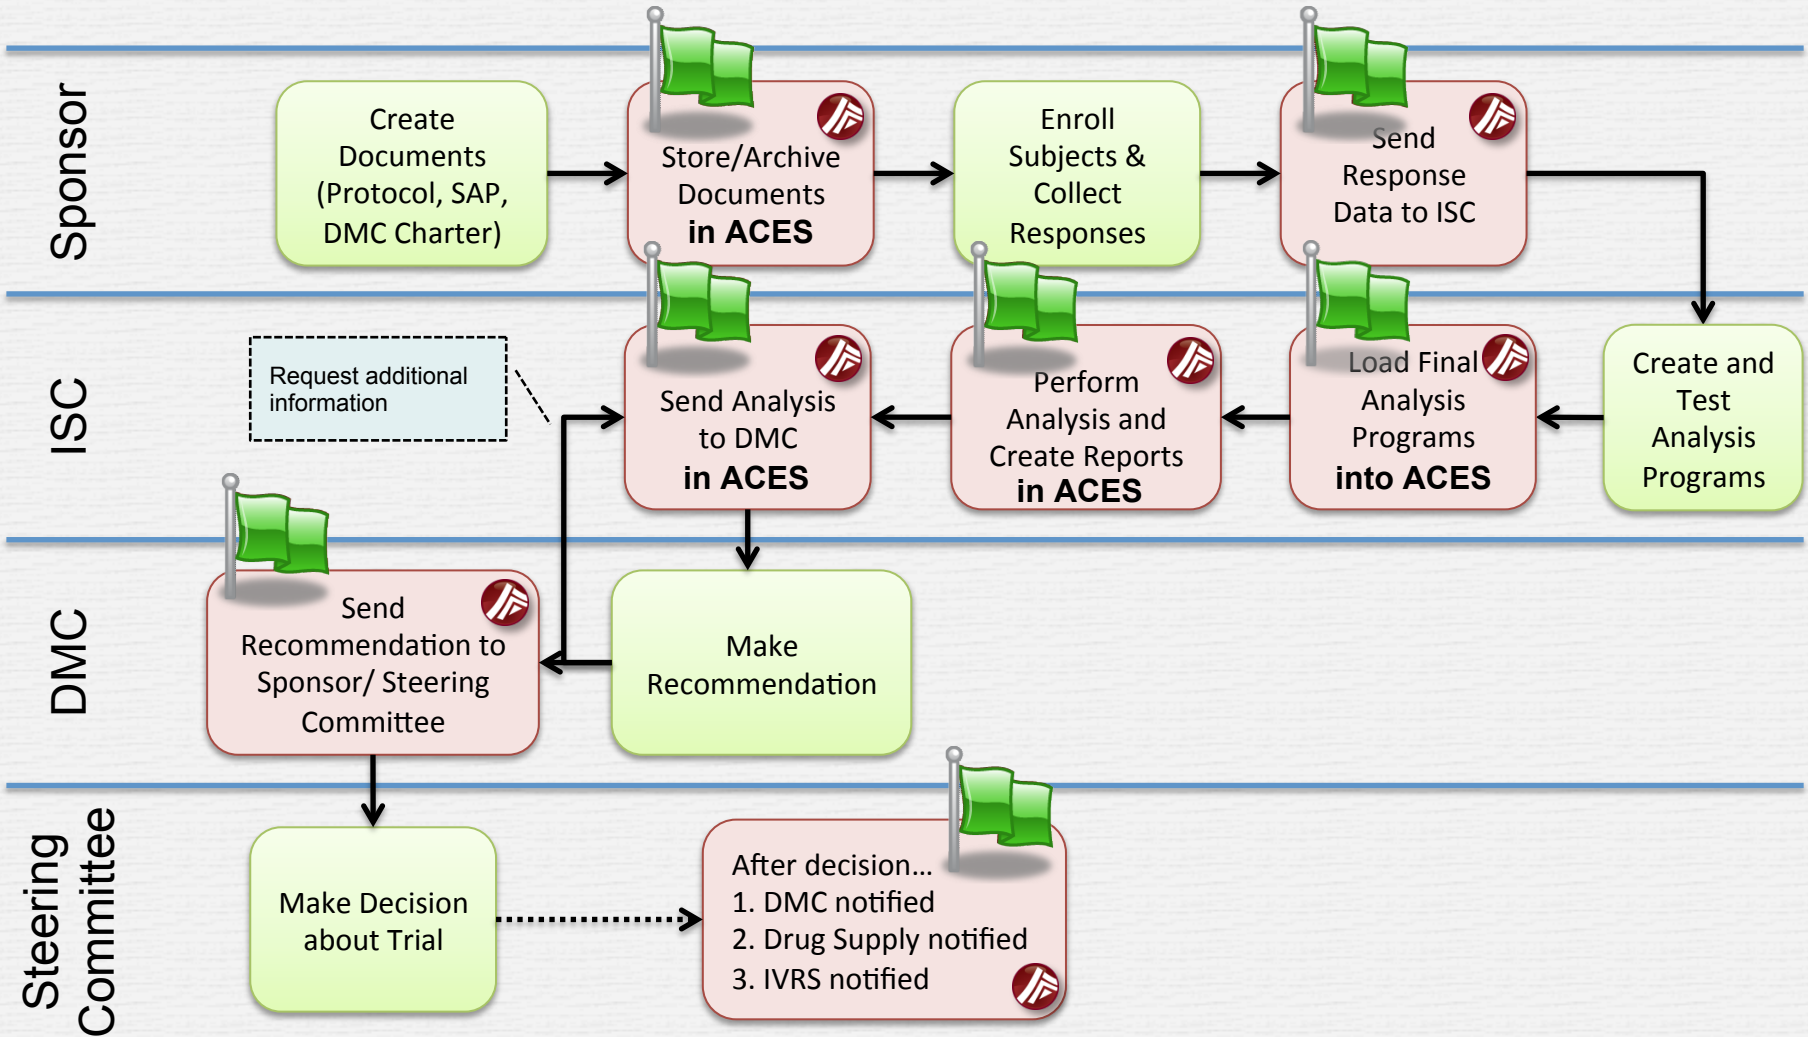 Sponsor
Create
Documents
(Protocol, SAP,
DMC Charter)
Store/Archive
Documents
in ACES
Enroll
Subjects &
Collect
Responses
Send
Response
Data to ISC
ISC
Request additional
information
Send Analysis
to DMC
in ACES
Perform
Analysis and
Create Reports
in ACES
Load Final
Analysis
Programs
into ACES
Create and
Test
Analysis
Programs
DMC
Send
Recommendation to
Sponsor/ Steering
Committee
Make
Recommendation
Steering
Committee
Make Decision
about Trial
After decision...
1. DMC notified
2. Drug Supply notified
3. IVRS notified